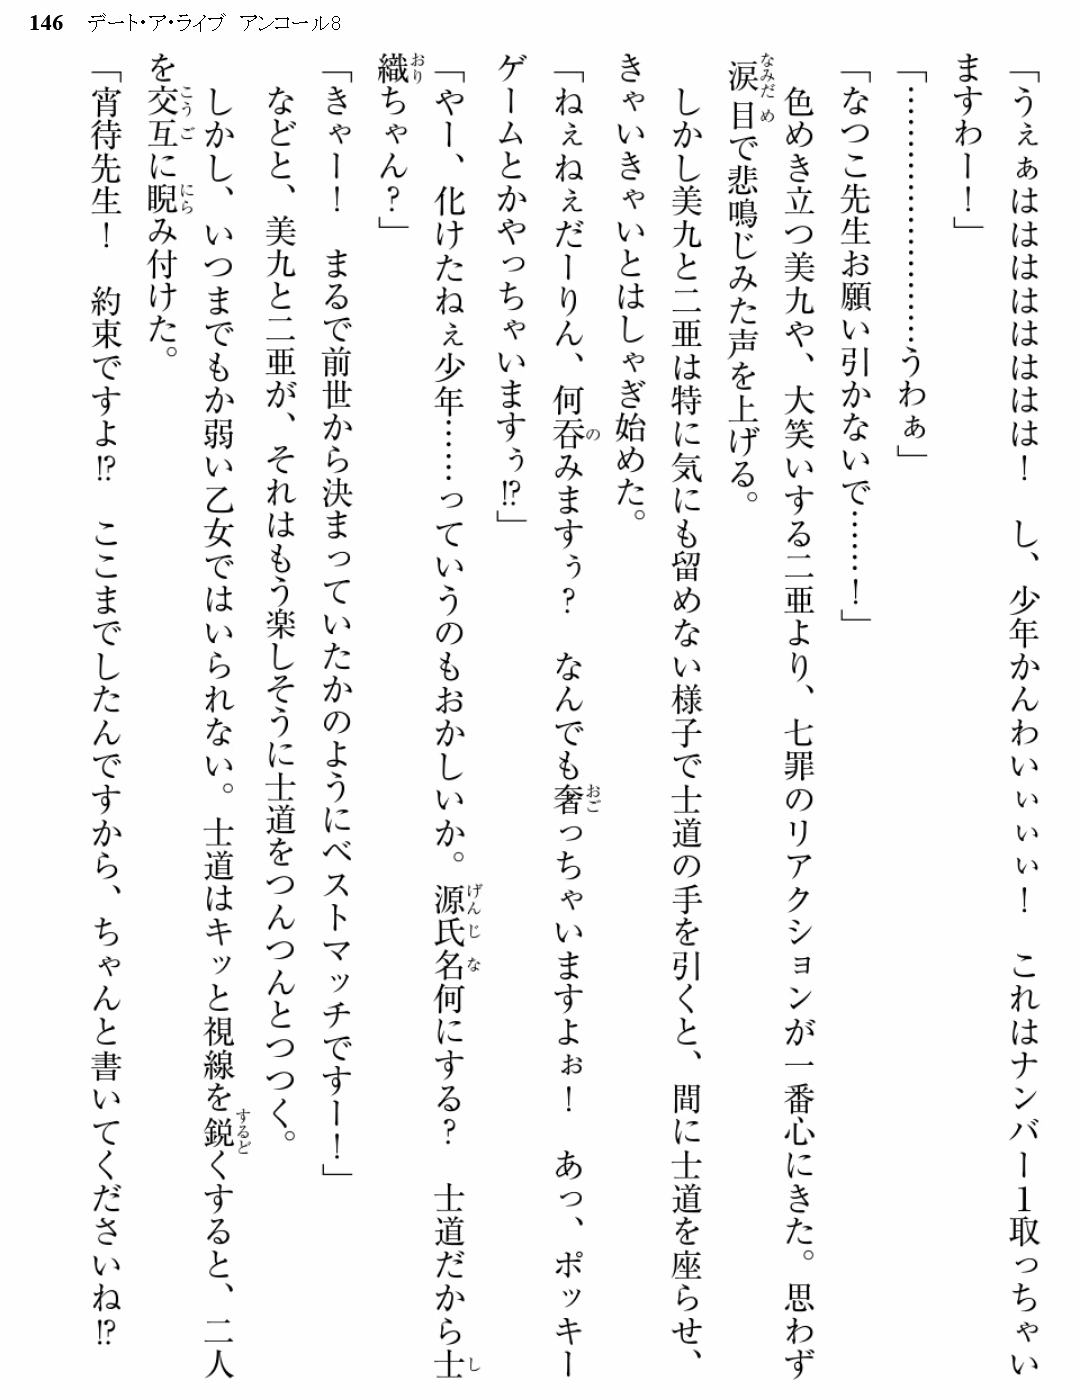 146 デート・ア・ライブ アンコール8
「うぇぁはははははははは！ し、少年かんわいぃぃぃ！ これはナンバー1取っちゃい
ますわー！」
「……………………うわぁ」
「なつこ先生お願い引かないで……！」
色めき立つ美九や、大笑いする二亜より、七罪のリアクションが一番心にきた。思わず
涙目で悲鳴じみた声を上げる。
しかし美九と二亜は特に気にも留めない様子で士道の手を引くと、間に士道を座らせ、
きゃいきゃいとはしゃぎ始めた。
「ねぇねぇだーりん、何呑みますぅ？ なんでも奢っちゃいますよぉ！ あっ、ポッキー
ゲームとかやっちゃいますぅ!?」
「やー、化けたねぇ少年……っていうのもおかしいか。源氏名何にする？ 士道だから士
織ちゃん？」
「きゃー！ まるで前世から決まっていたかのようにベストマッチですー！」
などと、美九と二亜が、それはもう楽しそうに士道をつんつんとつつく。
しかし、いつまでもか弱い乙女ではいられない。士道はキッと視線を鋭くすると、二人
を交互に睨み付けた。
「宵待先生！ 約束ですよ!? ここまでしたんですから、ちゃんと書いてくださいね!?